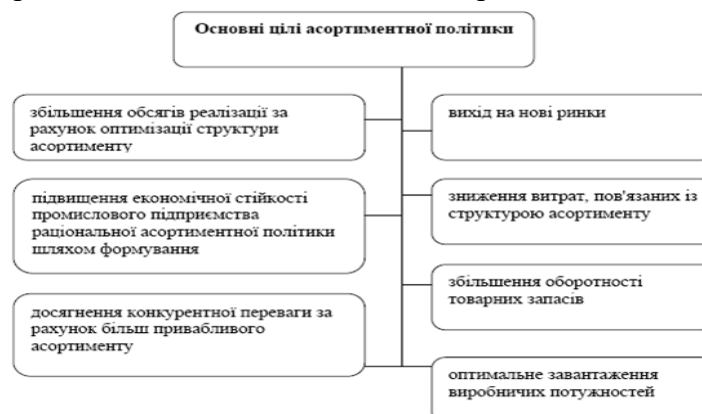 Основні цілі асортиментної політики
збільшення обсягів реалізації за
рахунок оптимізації структури
асортименту
підвищення економічної стійкості
промислового підприємства
раціональної асортиментної політики
шляхом формування
досягнення конкурентної переваги за
рахунок більш привабливого
асортименту
вихід на нові ринки
зниження витрат, пов'язаних із
структурою асортименту
збільшення оборотності
товарних запасів
оптимальне завантаження
виробничих потужностей